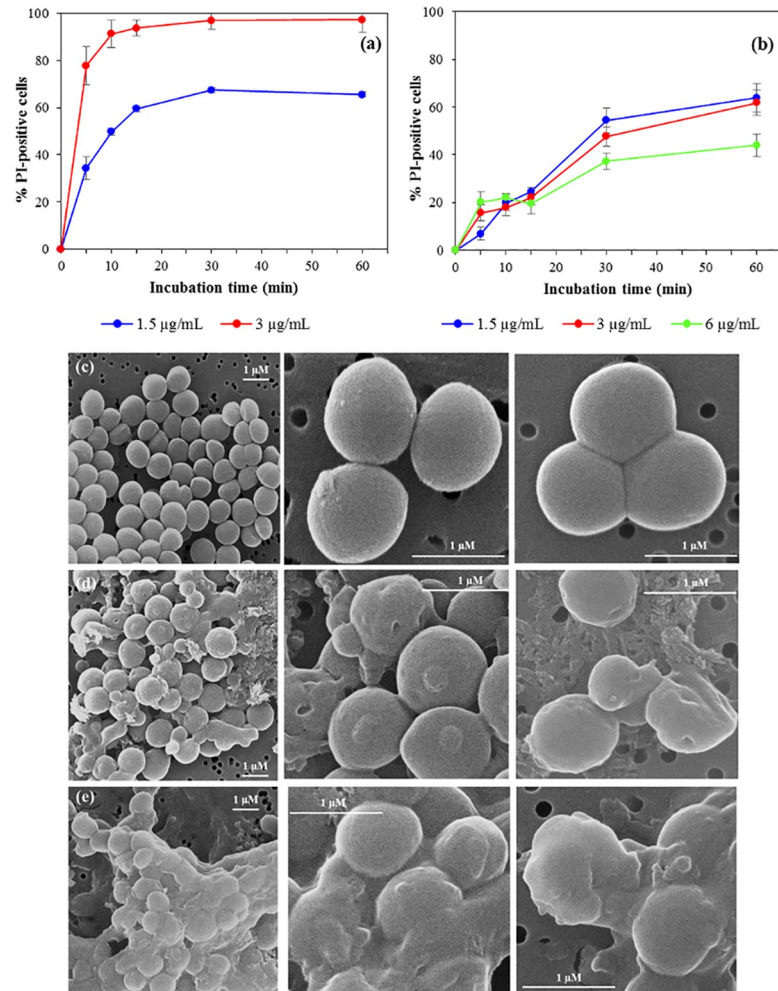 (a)
100
80
60
40
20
0
% PI-positive cells
0 10 20 30 40 50 60
Incubation time (min)
1.5 µg/mL 3 µg/mL
(b)
100
80
60
40
20
0
% PI-positive cells
0 10 20 30 40 50 60
Incubation time (min)
1.5 µg/mL 3 µg/mL 6 µg/mL
(c)
1 µM
1 µM
1 µM
(d)
1 µM
1 µM
1 µM
(e)
1 µM
1 µM
1 µM